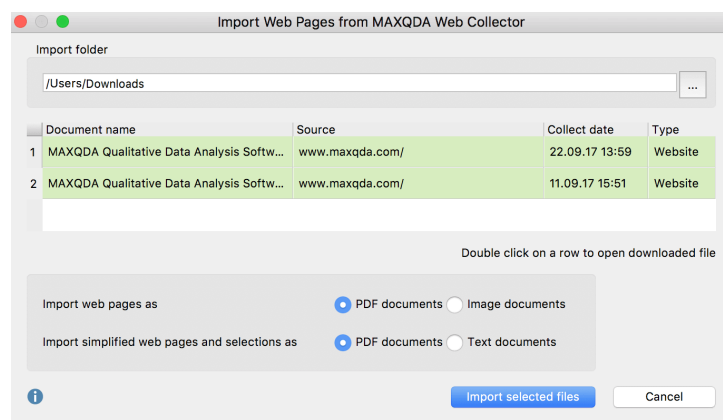 Import Web Pages from MAXQDA Web Collector
Import folder
/Users/Downloads
...
Document name Source Collect date Type
1 MAXQDA Qualitative Data Analysis Softw... www.maxqda.com/ 22.09.17 13:59 Website
2 MAXQDA Qualitative Data Analysis Softw... www.maxqda.com/ 11.09.17 15:51 Website
Double click on a row to open downloaded file
Import web pages as PDF documents Image documents
Import simplified web pages and selections as PDF documents Text documents
i Import selected files Cancel